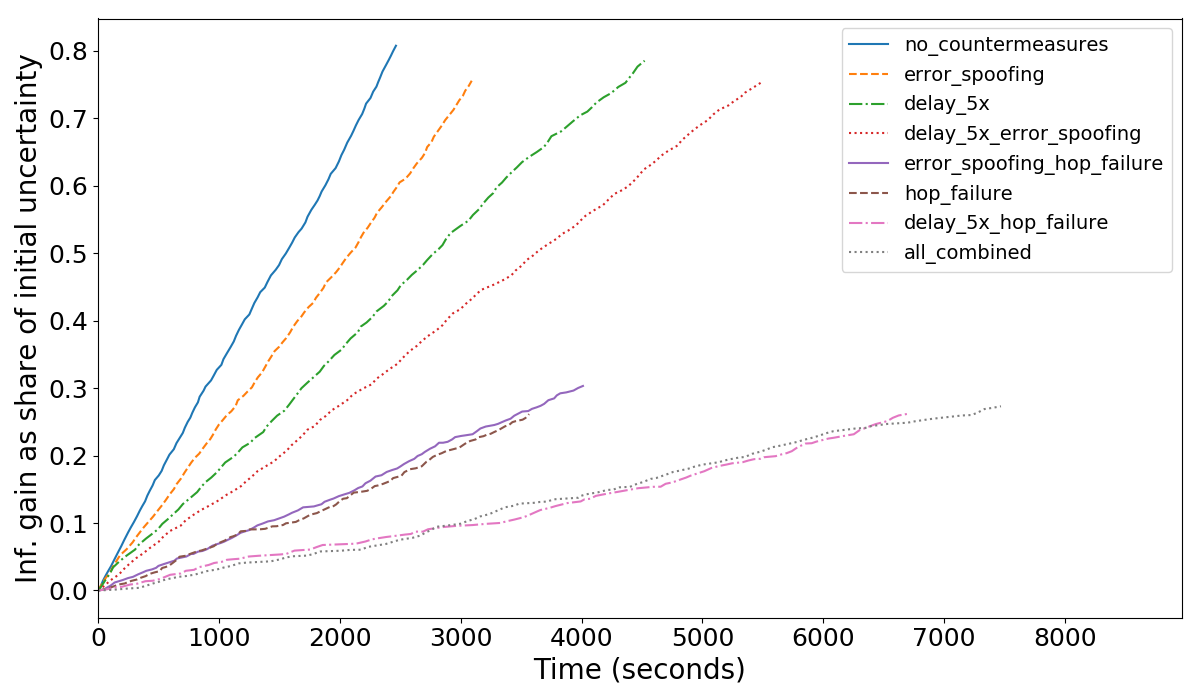 Inf. gain as share of initial uncertainty
0.8
0.7
0.6
0.5
0.4
0.3
0.2
0.1
0.0
no_countermeasures
error_spoofing
delay_5x
delay_5x_error_spoofing
error_spoofing_hop_failure
hop_failure
delay_5x_hop_failure
all_combined
0 1000 2000 3000 4000 5000 6000 7000 8000
Time (seconds)